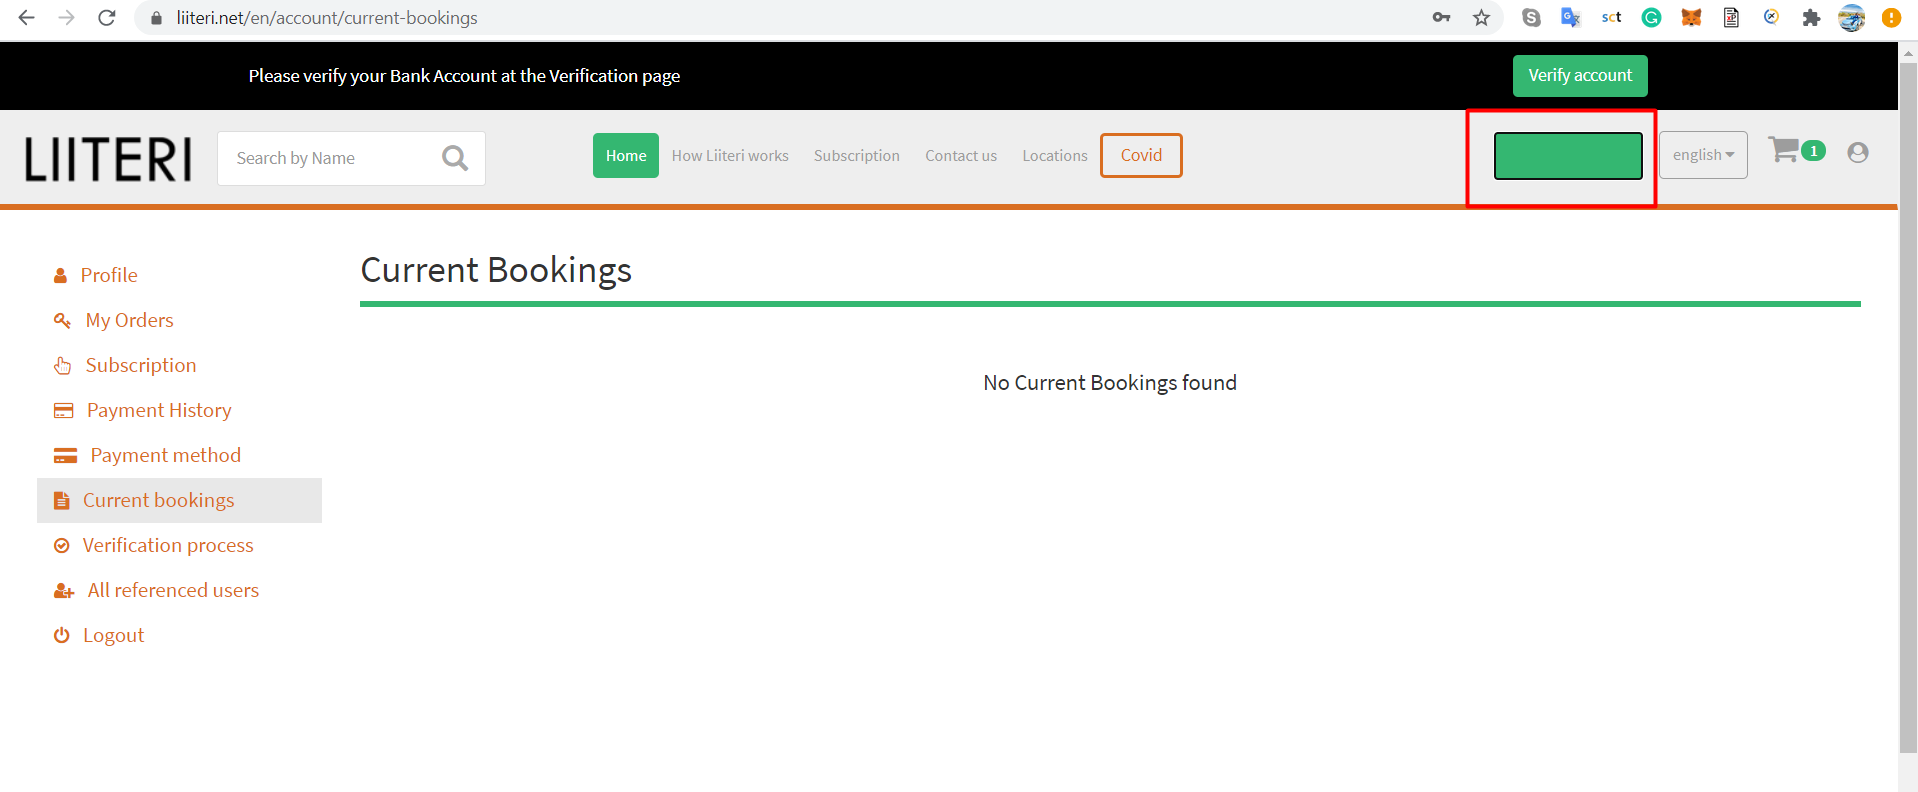 liiteri.net/en/account/current-bookings
sct
XP
Please verify your Bank Account at the Verification page
Verify account
LIITERI
Search by Name
Home
How Liiteri works
Subscription
Contact us
Locations
Covid
english
1
Profile
My Orders
Subscription
Payment History
Payment method
Current bookings
Verification process
All referenced users
Logout
Current Bookings
No Current Bookings found